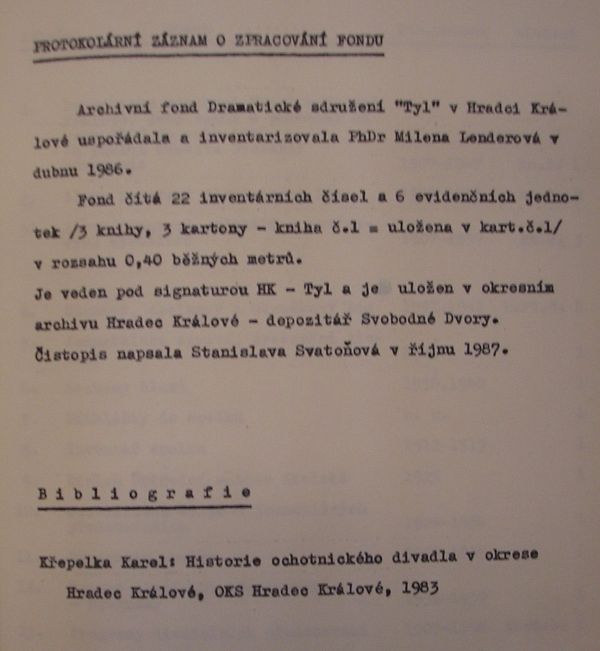 PROTOKOLÁRNÍ ZÁZNAM O ZPRACOVÁNÍ FONDU
Archivní fond Dramatické sdružení "Tyl" v Hradci Krá-
lové uspořádala a inventarizovala PhDr Milena Lenderová v
dubnu 1986.
Fond čítá 22 inventárních čísel a 6 evidenčních jedno-
tek /3 knihy, 3 kartony - kniha č.1 = uložena v kart.č.1/
v rozsahu 0,40 běžných metrů.
Je veden pod signaturou HK - Tyl a je uložen v okresním
archivu Hradec Králové - depozitář Svobodné Dvory.
Čistopis napsala Stanislava Svatoňová v říjnu 1987.
B i b l i o g r a f i e
Křepelka Karel: Historie ochotnického divadla v okrese
Hradec Králové, OKS Hradec Králové, 1983